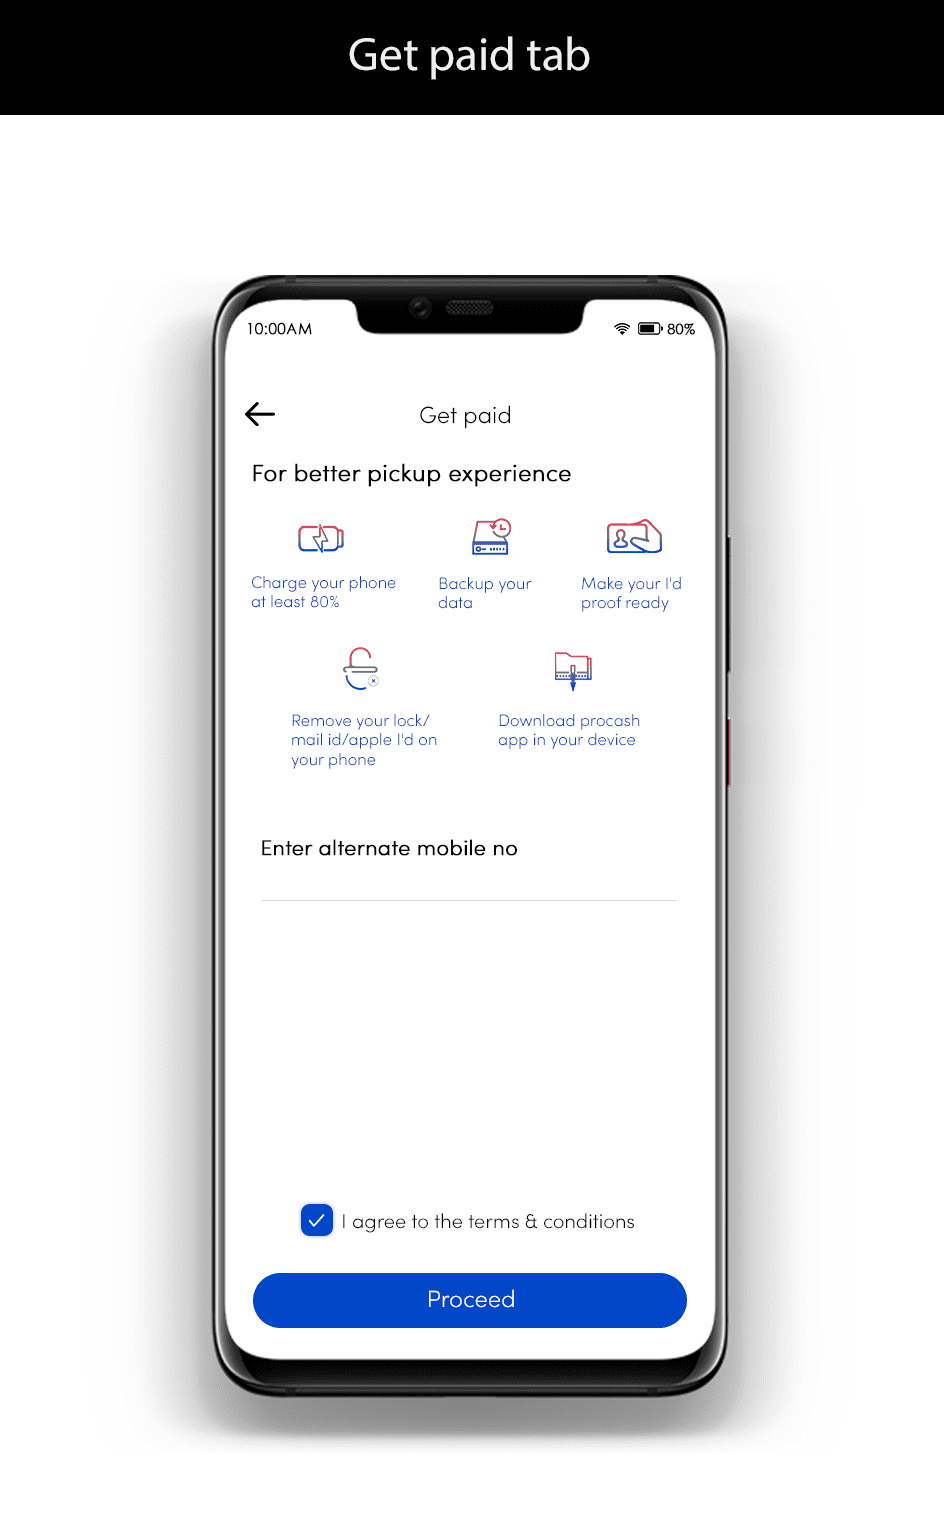 Get paid tab
10:00AM
80%
Get paid
For better pickup experience
Charge your phone
at least 80%
Backup your
data
Make your I'd
proof ready
Remove your lock/
mail id/apple I'd on
your phone
Download procash
app in your device
Enter alternate mobile no
I agree to the terms & conditions
Proceed